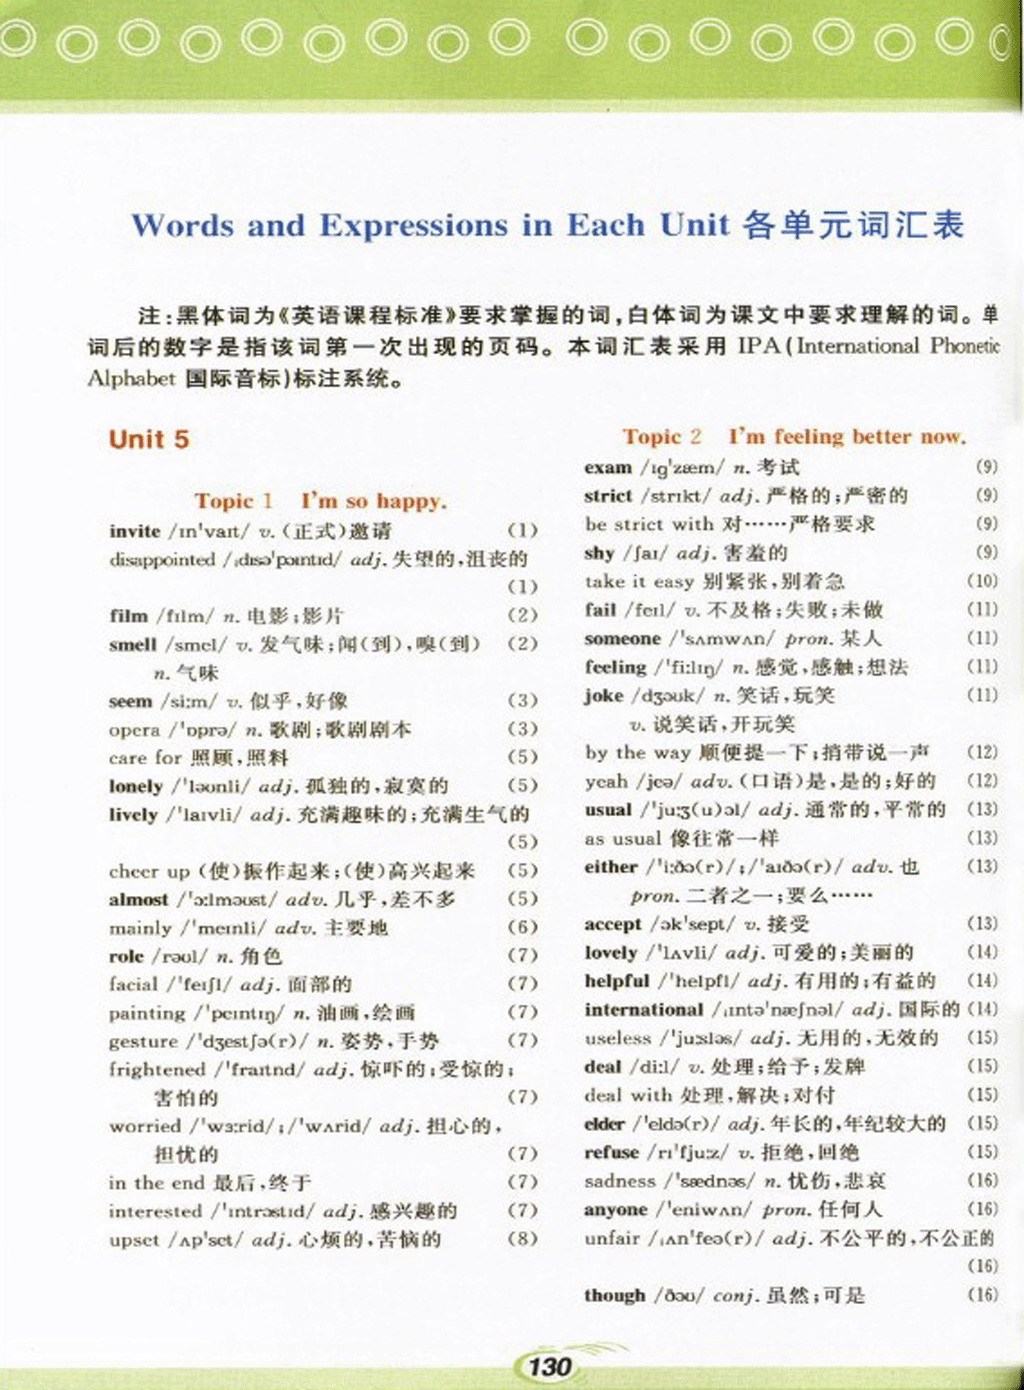 Words and Expressions in Each Unit 各单元词汇表
注:黑体词为《英语课程标准》要求掌握的词,白体词为课文中要求理解的词。单
词后的数字是指该词第一次出现的页码。本词汇表采用 IPA(International Phonetic
Alphabet 国际音标)标注系统。
Unit 5
Topic 1 I'm so happy.
invite /ɪn'vaɪt/ v. (正式)邀请 (1)
disappointed /ˌdɪsə'pɔɪntɪd/ adj. 失望的,沮丧的
(1)
film /fɪlm/ n. 电影;影片 (2)
smell /smel/ v. 发气味;闻(到),嗅(到) (2)
n. 气味
seem /si:m/ v. 似乎,好像 (3)
opera /'ɒprə/ n. 歌剧;歌剧剧本 (3)
care for 照顾,照料 (5)
lonely /'ləʊnli/ adj. 孤独的,寂寞的 (5)
lively /'laɪvli/ adj. 充满趣味的;充满生气的
(5)
cheer up (使)振作起来;(使)高兴起来 (5)
almost /'ɔ:lməʊst/ adv. 几乎,差不多 (5)
mainly /'meɪnli/ adv. 主要地 (6)
role /rəʊl/ n. 角色 (7)
facial /'feɪʃl/ adj. 面部的 (7)
painting /'peɪntɪŋ/ n. 油画,绘画 (7)
gesture /'dʒestʃə(r)/ n. 姿势,手势 (7)
frightened /'fraɪtnd/ adj. 惊吓的;受惊的;
害怕的 (7)
worried /'wɜ:rid/;/'wʌrid/ adj. 担心的,
担忧的 (7)
in the end 最后,终于 (7)
interested /'ɪntrəstɪd/ adj. 感兴趣的 (7)
upset /ʌp'set/ adj. 心烦的,苦恼的 (8)
Topic 2 I'm feeling better now.
exam /ɪg'zæm/ n. 考试 (9)
strict /strɪkt/ adj. 严格的;严密的 (9)
be strict with 对……严格要求 (9)
shy /ʃaɪ/ adj. 害羞的 (9)
take it easy 别紧张,别着急 (10)
fail /feɪl/ v. 不及格;失败;未做 (11)
someone /'sʌmwʌn/ pron. 某人 (11)
feeling /'fi:lɪŋ/ n. 感觉,感触;想法 (11)
joke /dʒəʊk/ n. 笑话,玩笑 (11)
v. 说笑话,开玩笑
by the way 顺便提一下;捎带说一声 (12)
yeah /jeə/ adv. (口语)是,是的;好的 (12)
usual /'ju:ʒ(u)əl/ adj. 通常的,平常的 (13)
as usual 像往常一样 (13)
either /'i:ðə(r)/;/'aɪðə(r)/ adv. 也 (13)
pron. 二者之一;要么……
accept /ək'sept/ v. 接受 (13)
lovely /'lʌvli/ adj. 可爱的;美丽的 (14)
helpful /'helpfl/ adj. 有用的;有益的 (14)
international /ˌɪntə'næʃnəl/ adj. 国际的 (14)
useless /'ju:sləs/ adj. 无用的,无效的 (15)
deal /di:l/ v. 处理;给予;发牌 (15)
deal with 处理,解决;对付 (15)
elder /'eldə(r)/ adj. 年长的,年纪较大的 (15)
refuse /rɪ'fju:z/ v. 拒绝,回绝 (15)
sadness /'sædnəs/ n. 忧伤,悲哀 (16)
anyone /'eniwʌn/ pron. 任何人 (16)
unfair /ˌʌn'feə(r)/ adj. 不公平的,不公正的
(16)
though /ðəʊ/ conj. 虽然;可是 (16)
130